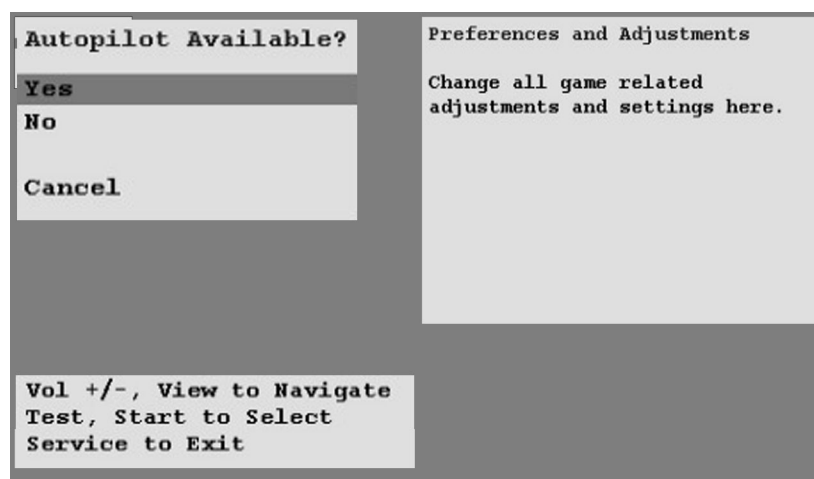 Autopilot Available?
Yes
No
Cancel
Preferences and Adjustments
Change all game related
adjustments and settings here.
Vol +/-, View to Navigate
Test, Start to Select
Service to Exit